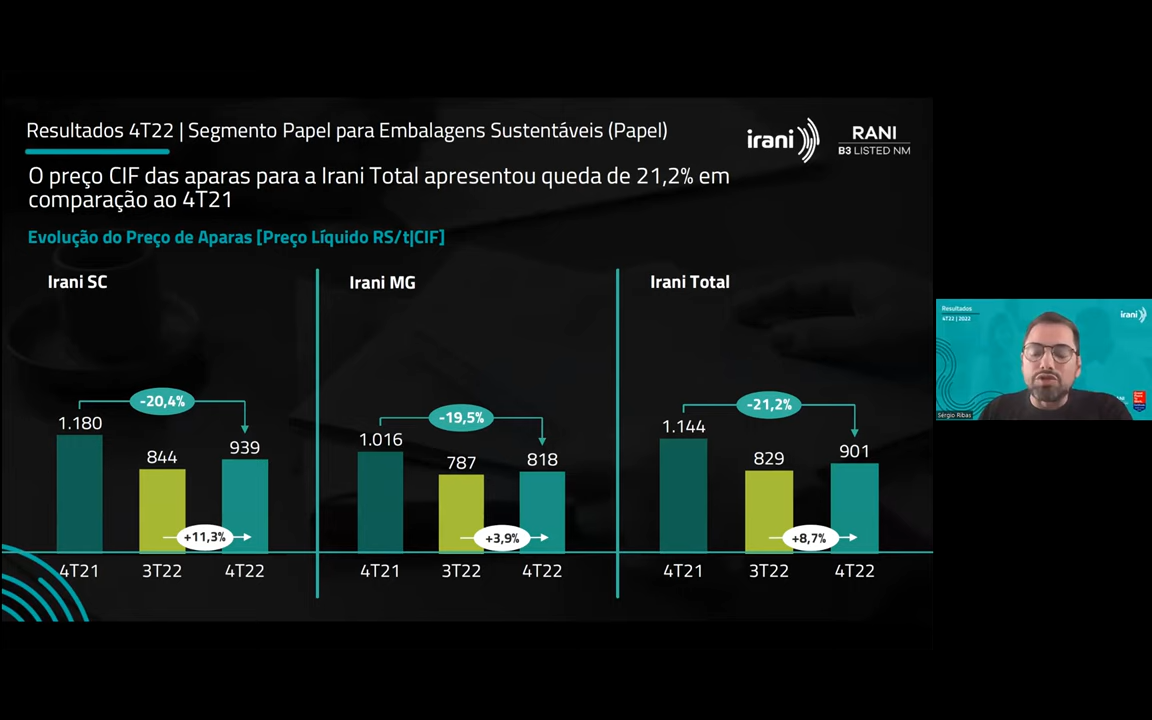 Resultados 4T22 | Segmento Papel para Embalagens Sustentáveis (Papel)
irani
RANI
B3 LISTED NM
O preço CIF das aparas para a Irani Total apresentou queda de 21,2% em
comparação ao 4T21
Evolução do Preço de Aparas [Preço Líquido RS/t|CIF]
Irani SC
-20,4%
1.180
844
939
+11,3%
4T21
3T22
4T22
Irani MG
-19,5%
1.016
787
818
+3,9%
4T21
3T22
4T22
Irani Total
-21,2%
1.144
829
901
+8,7%
4T21
3T22
4T22
Resultados
4T22 | 2022
irani
Sérgio Ribas